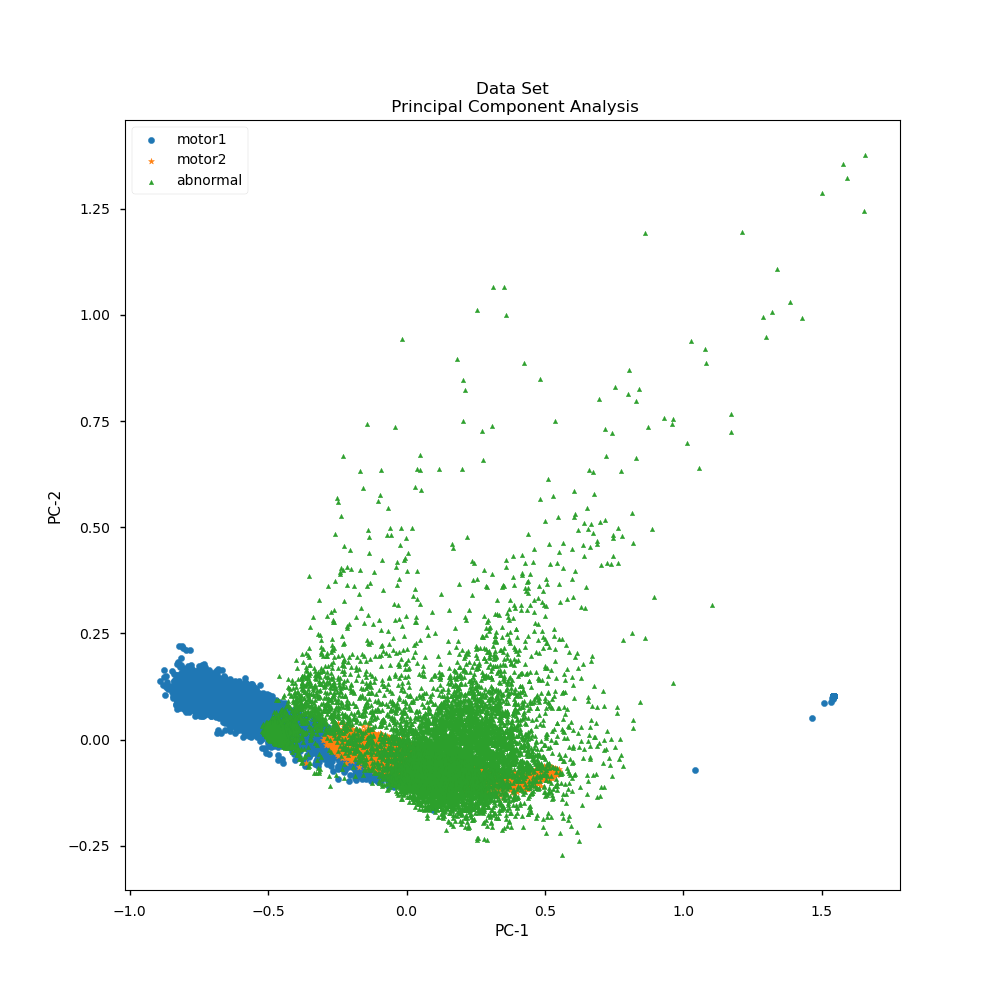 Data Set
Principal Component Analysis
motor1
motor2
abnormal
1.25
1.00
0.75
0.50
0.25
0.00
−0.25
PC-2
−1.0
−0.5
0.0
0.5
1.0
1.5
PC-1